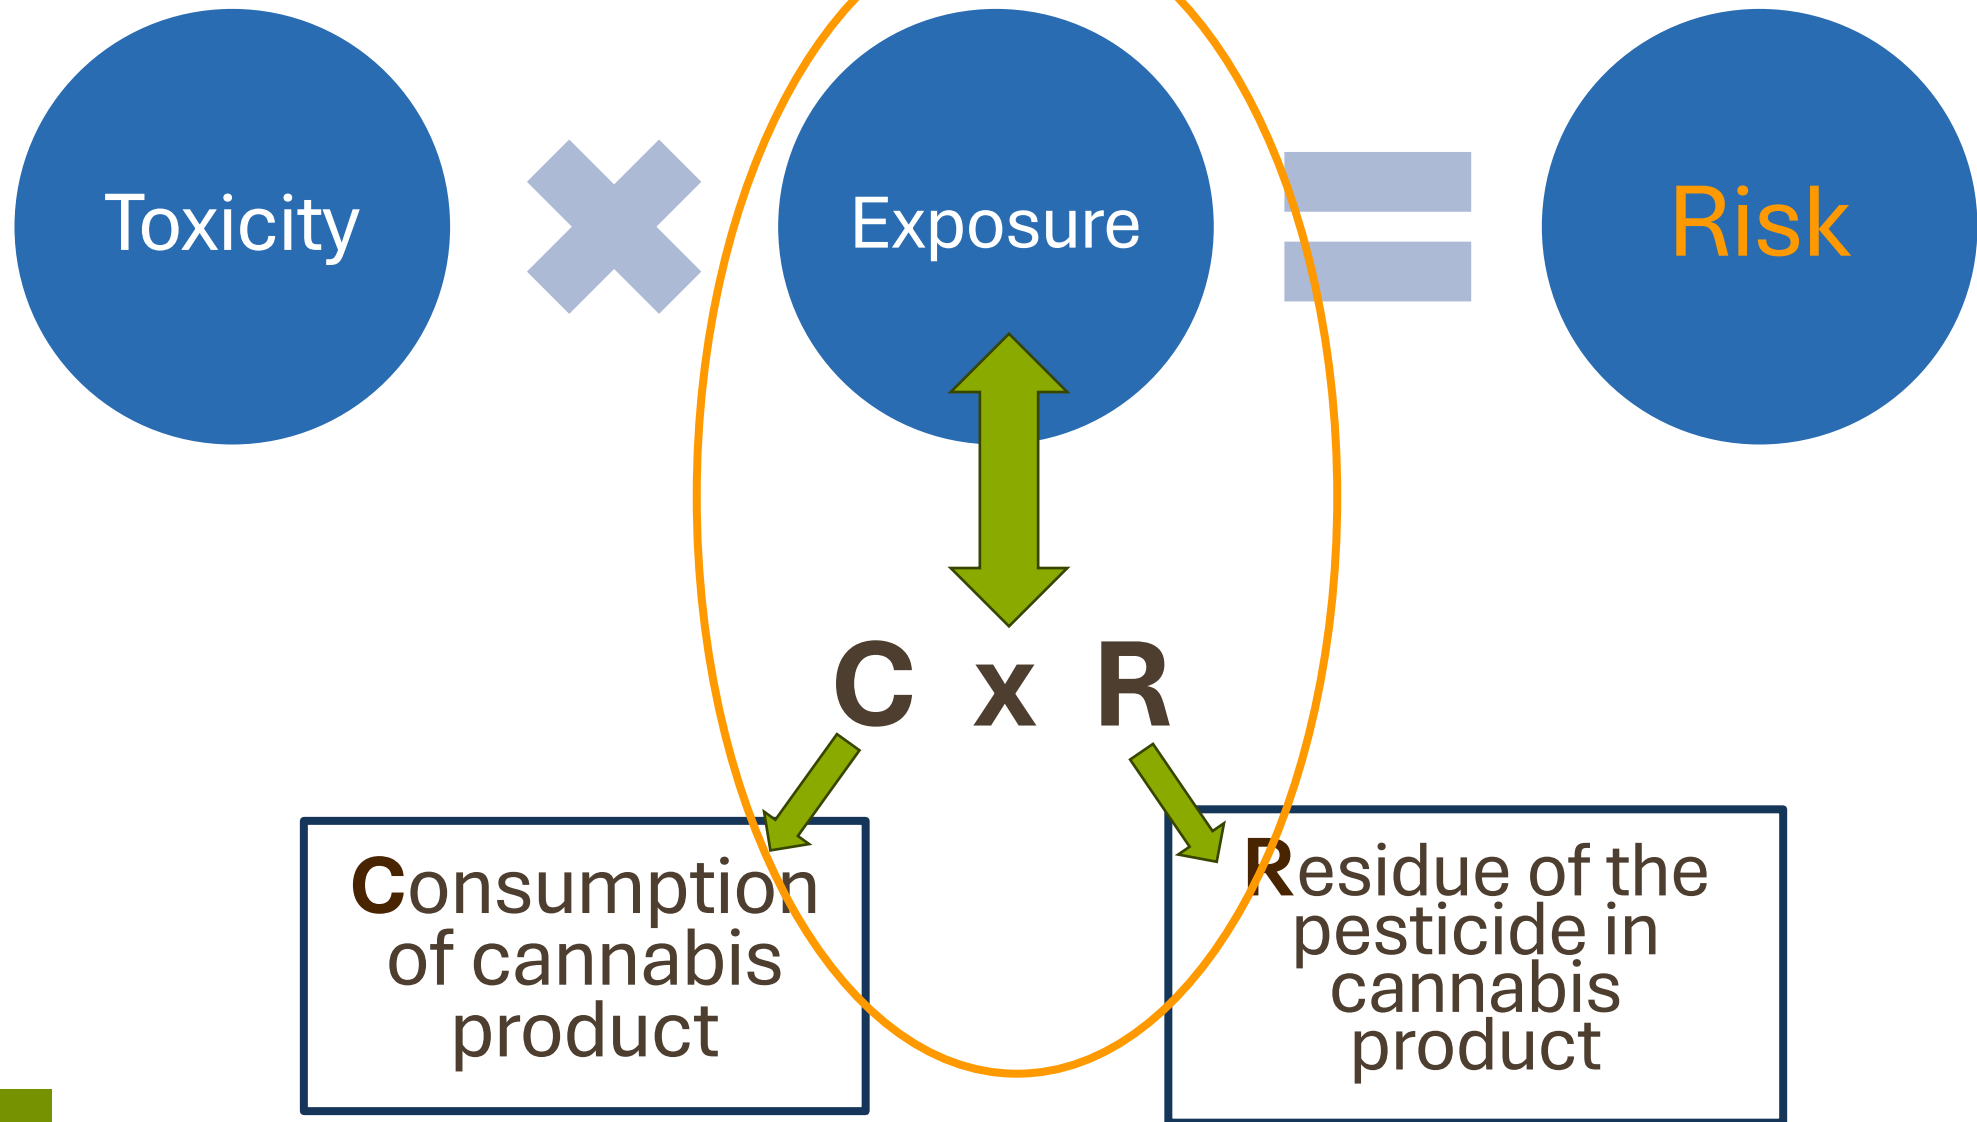 Toxicity
Exposure
Risk
C x R
Consumption
of cannabis
product
Residue of the
pesticide in
cannabis
product